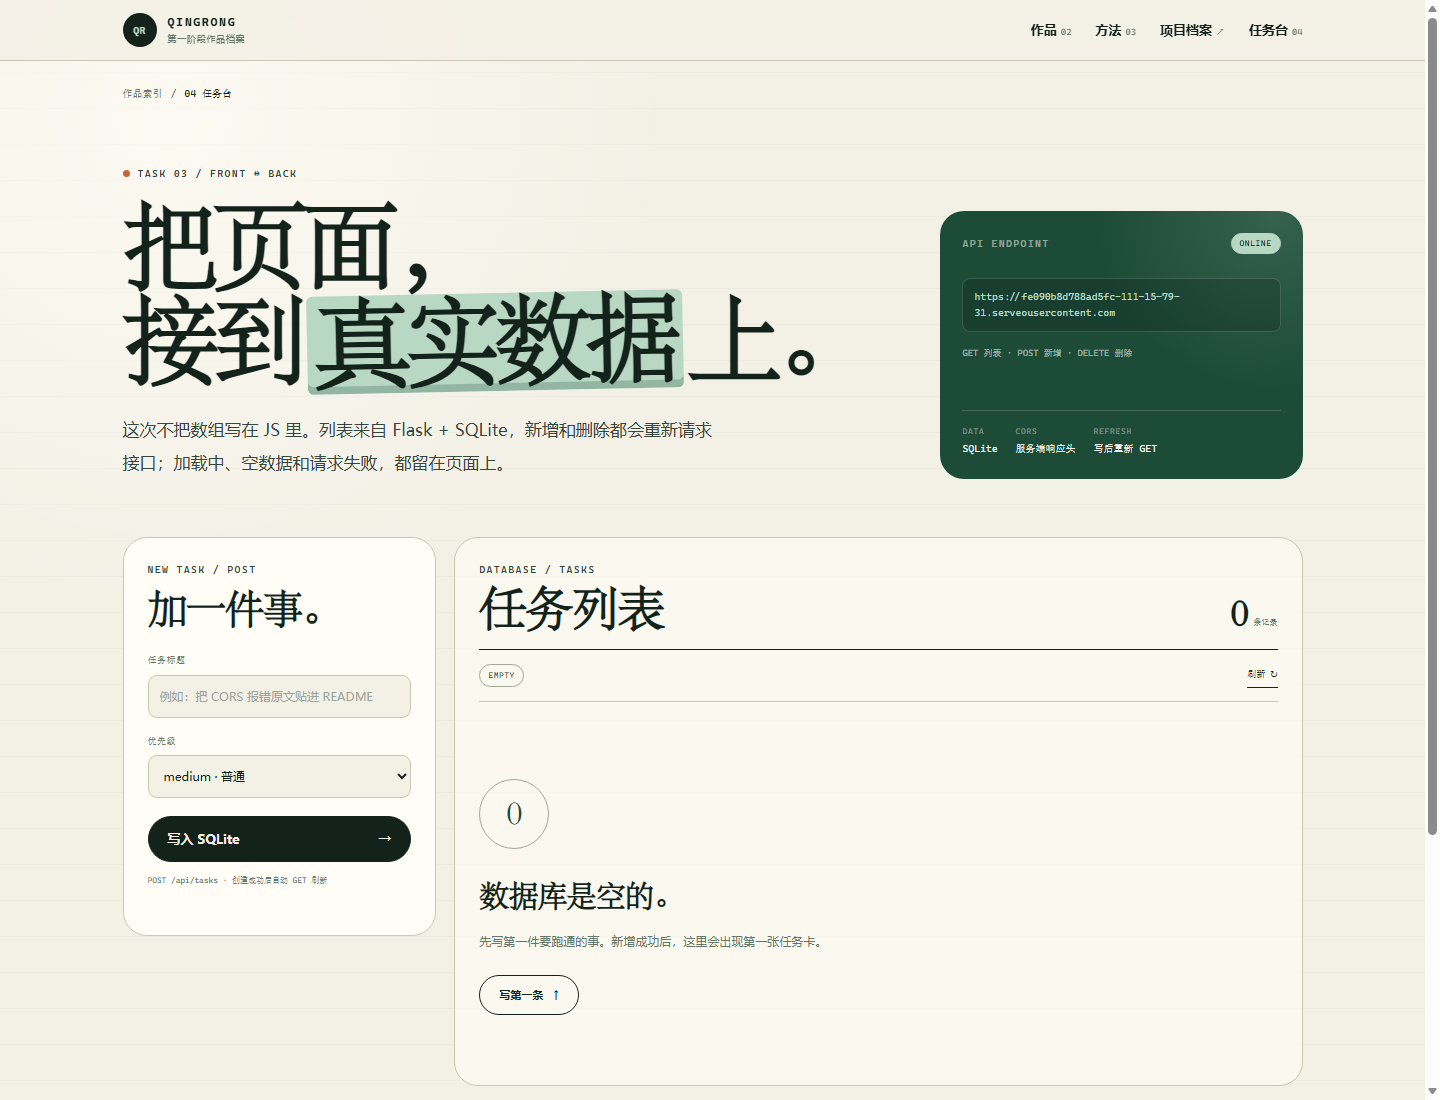 QR
QINGRONG
第一阶段作品档案
作品 02
方法 03
项目档案 ↗
任务台 04
作品索引 / 04 任务台
TASK 03 / FRONT ↔ BACK
把页面,
接到真实数据上。
这次不把数组写在 JS 里。列表来自 Flask + SQLite，新增和删除都会重新请求
接口；加载中、空数据和请求失败，都留在页面上。
API ENDPOINT
ONLINE
https://fe090b8d788ad5fc-111-15-79-
31.serveousercontent.com
GET 列表 · POST 新增 · DELETE 删除
DATA
SQLite
CORS
服务端响应头
REFRESH
写后重新 GET
NEW TASK / POST
加一件事。
任务标题
例如：把 CORS 报错原文贴进 README
优先级
medium · 普通
写入 SQLite →
POST /api/tasks · 创建成功后自动 GET 刷新
DATABASE / TASKS
任务列表
0 条记录
EMPTY
刷新 ↻
0
数据库是空的。
先写第一件要跑通的事。新增成功后，这里会出现第一张任务卡。
写第一条 ↑